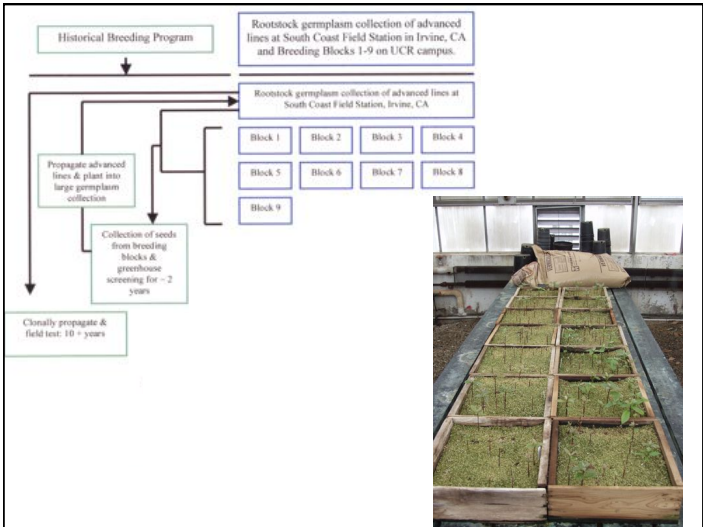 Historical Breeding Program
Rootstock germplasm collection of advanced
lines at South Coast Field Station in Irvine, CA
and Breeding Blocks 1-9 on UCR campus.
Rootstock germplasm collection of advanced lines at
South Coast Field Station, Irvine, CA
Block 1
Block 2
Block 3
Block 4
Propagate advanced
lines & plant into
large germplasm
collection
Block 5
Block 6
Block 7
Block 8
Block 9
Collection of seeds
from breeding
blocks &
greenhouse
screening for ~ 2
years
Clonally propagate &
field test: 10 + years